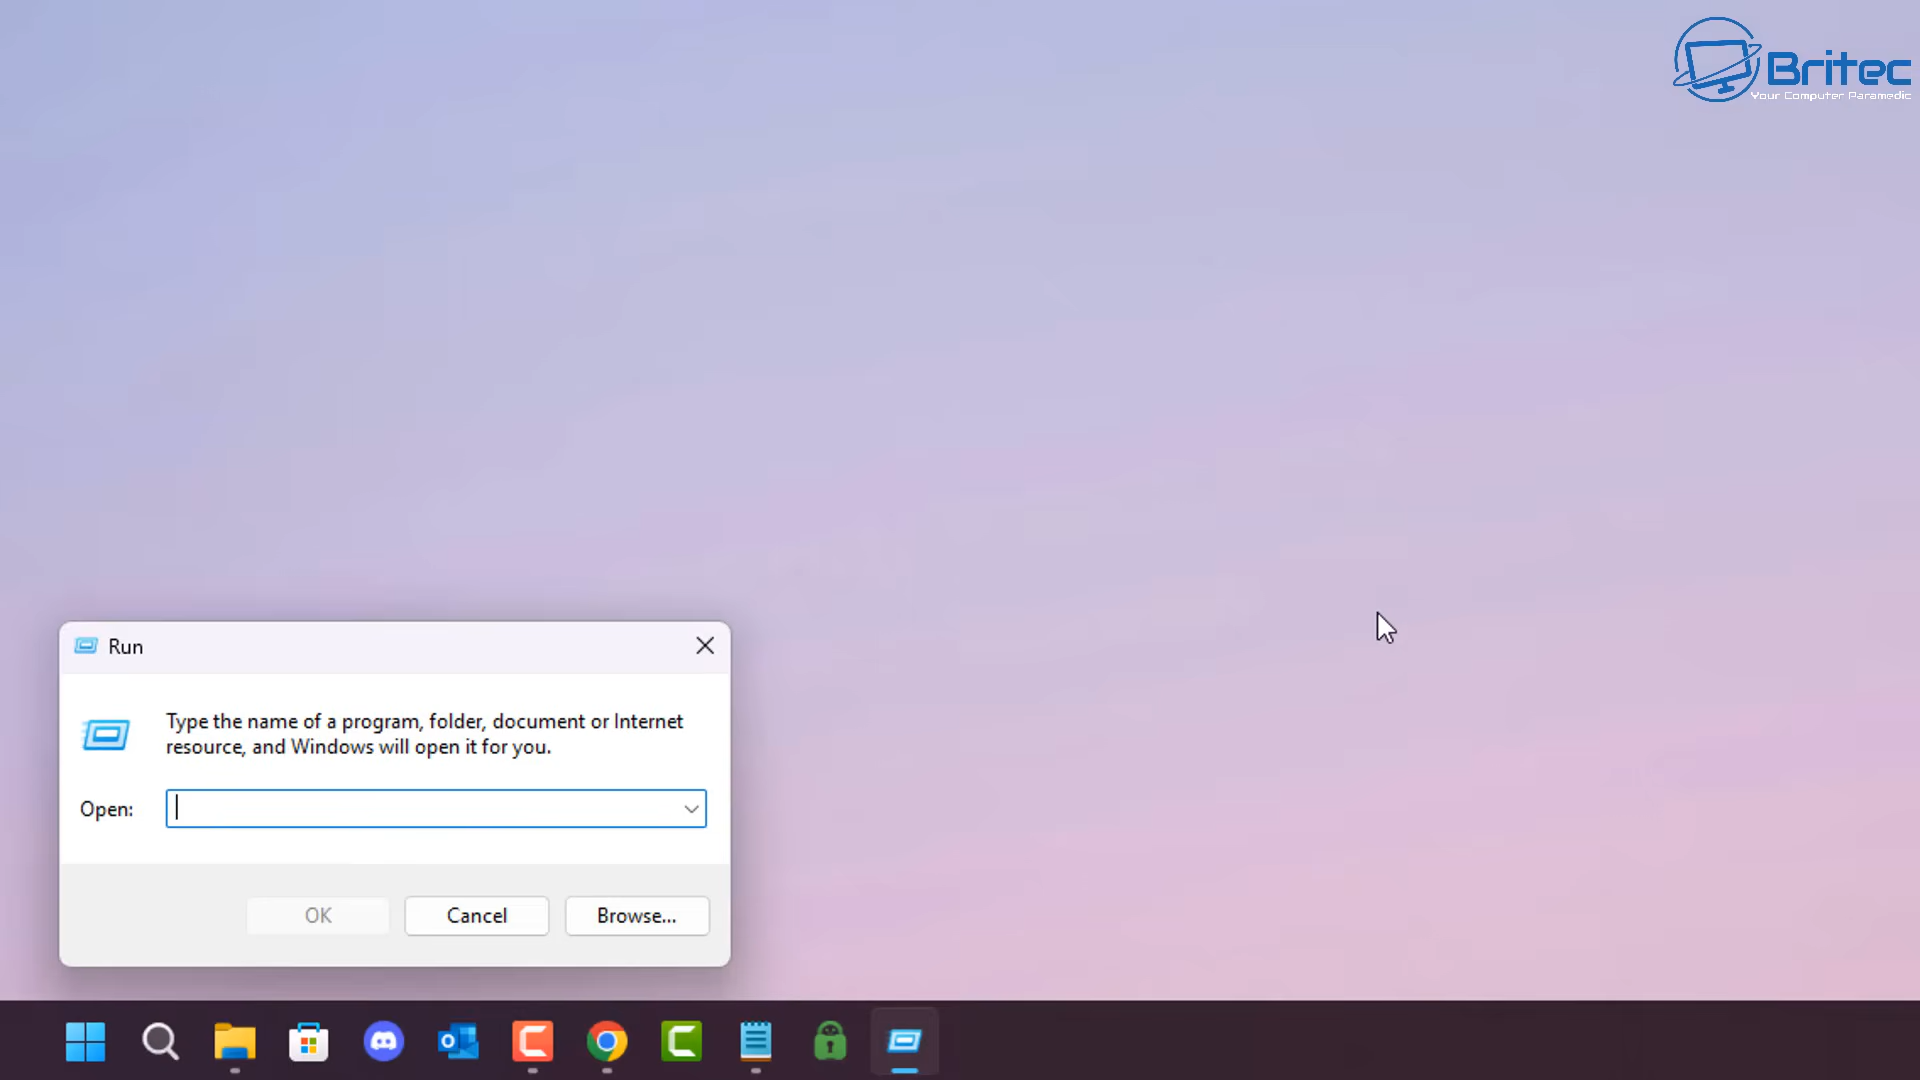 Britec
Your Computer Paramedic
Run
Type the name of a program, folder, document or Internet
resource, and Windows will open it for you.
Open:
OK
Cancel
Browse...